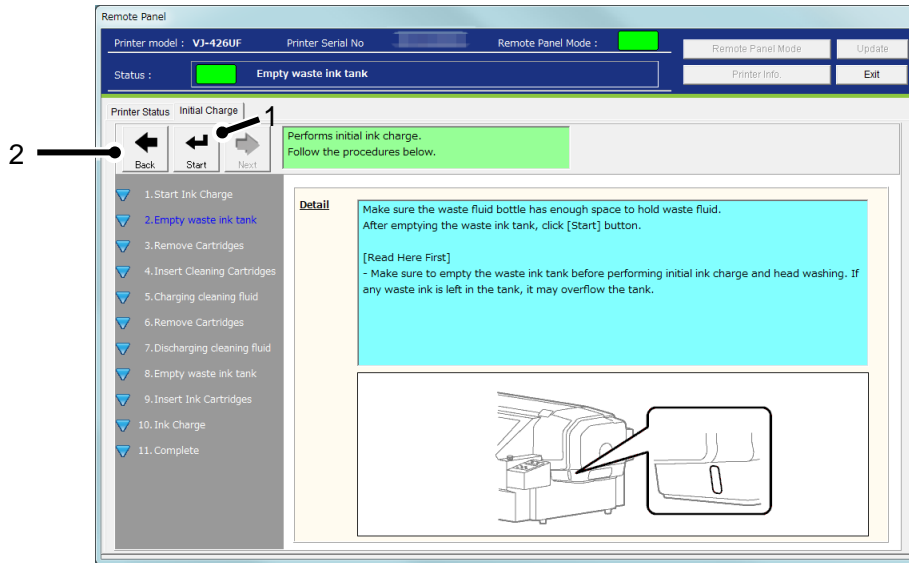 Remote Panel
Printer model : VJ-426UF Printer Serial No Remote Panel Mode :
Remote Panel Mode Update
Status : Empty waste ink tank
Printer Info. Exit
Printer Status Initial Charge
1
2
Back Start Next
Performs initial ink charge.
Follow the procedures below.
1.Start Ink Charge
2.Empty waste ink tank
3.Remove Cartridges
4.Insert Cleaning Cartridges
5.Charging cleaning fluid
6.Remove Cartridges
7.Discharging cleaning fluid
8.Empty waste ink tank
9.Insert Ink Cartridges
10.Ink Charge
11.Complete
Detail
Make sure the waste fluid bottle has enough space to hold waste fluid.
After emptying the waste ink tank, click [Start] button.
[Read Here First]
- Make sure to empty the waste ink tank before performing initial ink charge and head washing. If
any waste ink is left in the tank, it may overflow the tank.